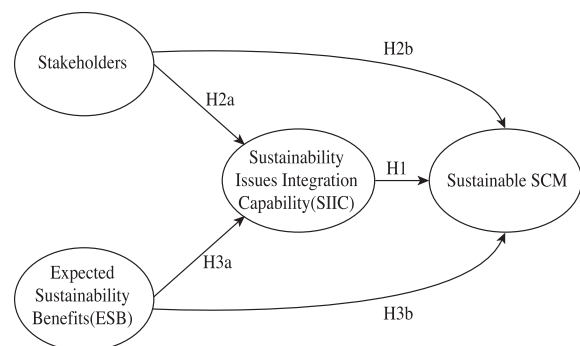 H2b
Stakeholders
H2a
Sustainability
Issues Integration
Capability(SIIC)
H1
Sustainable SCM
Expected
Sustainability
Benefits(ESB)
H3a
H3b